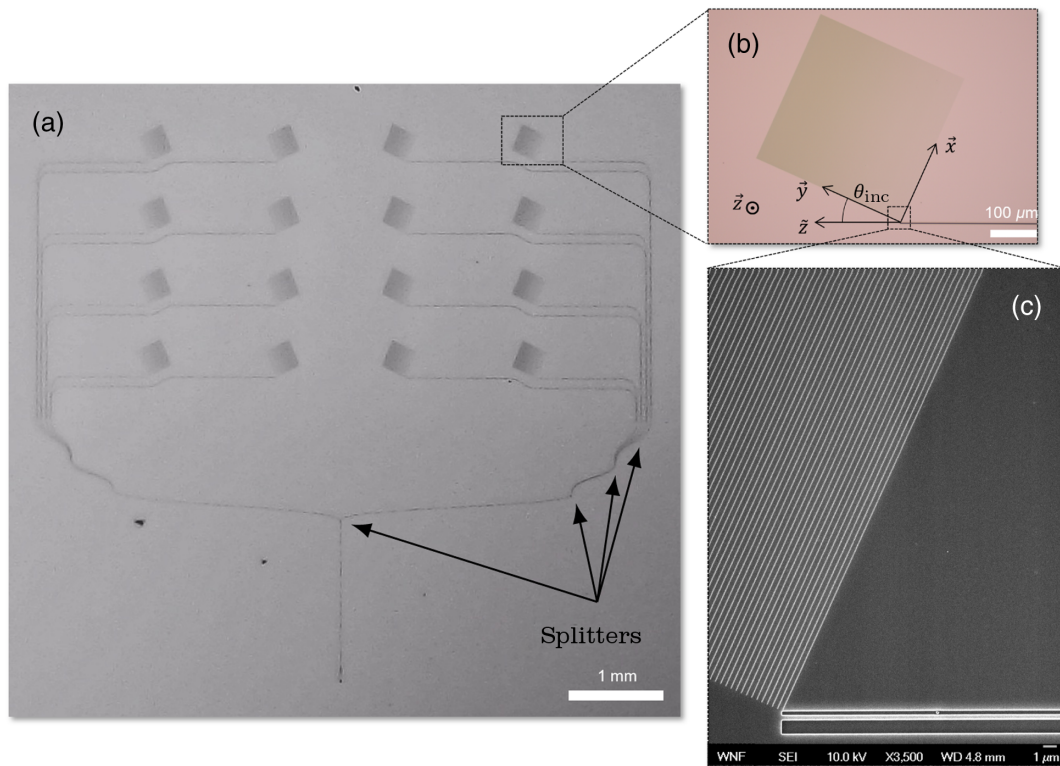 (a)
Splitters
1 mm
(b)
x⃗
y⃗
θinc
z⃗
z̃
100 μm
(c)
WNF SEI 10.0 kV X3,500 WD 4.8 mm 1 μm